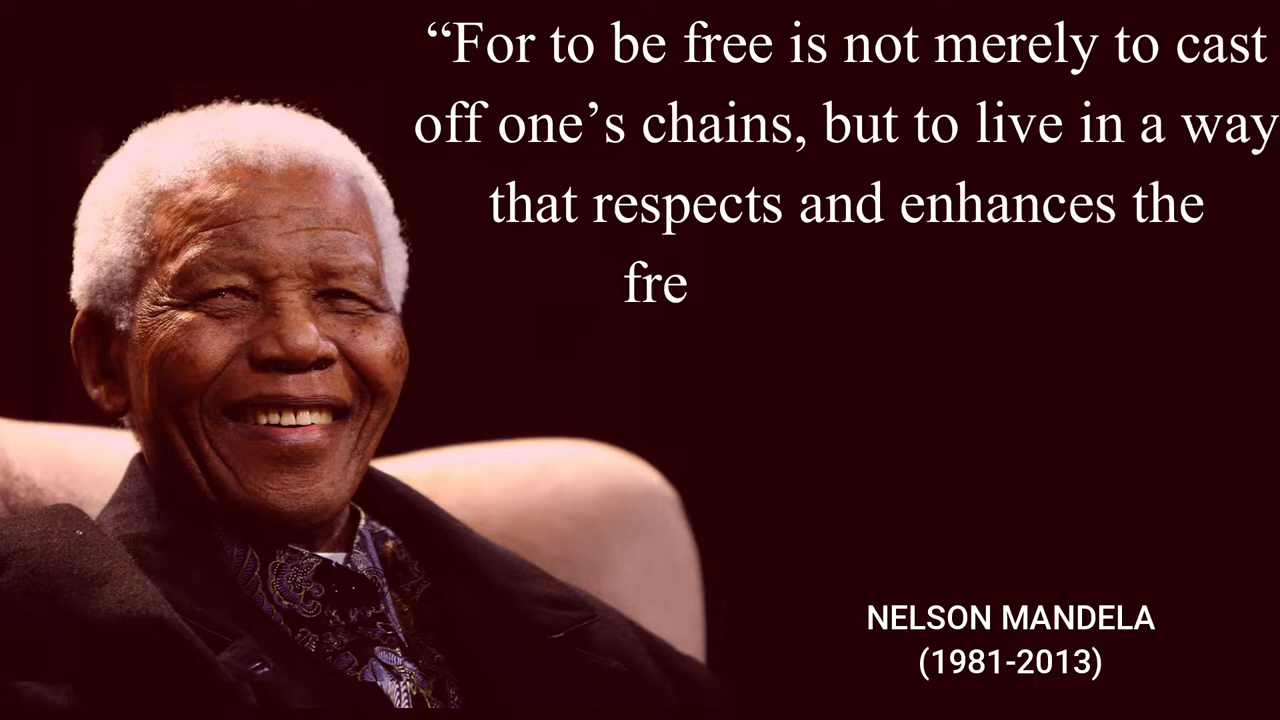 “For to be free is not merely to cast
off one’s chains, but to live in a way
that respects and enhances the
fre
NELSON MANDELA
(1981-2013)